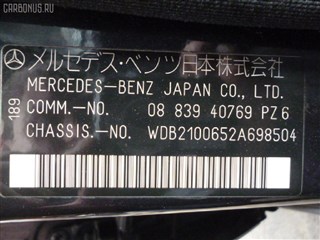 CARBONUS.RU
メルセデス・ベンツ日本株式会社
MERCEDES-BENZ JAPAN CO., LTD.
189
COMM.-NO. 08 839 40769 PZ6
CHASSIS.-NO. WDB2100652A698504